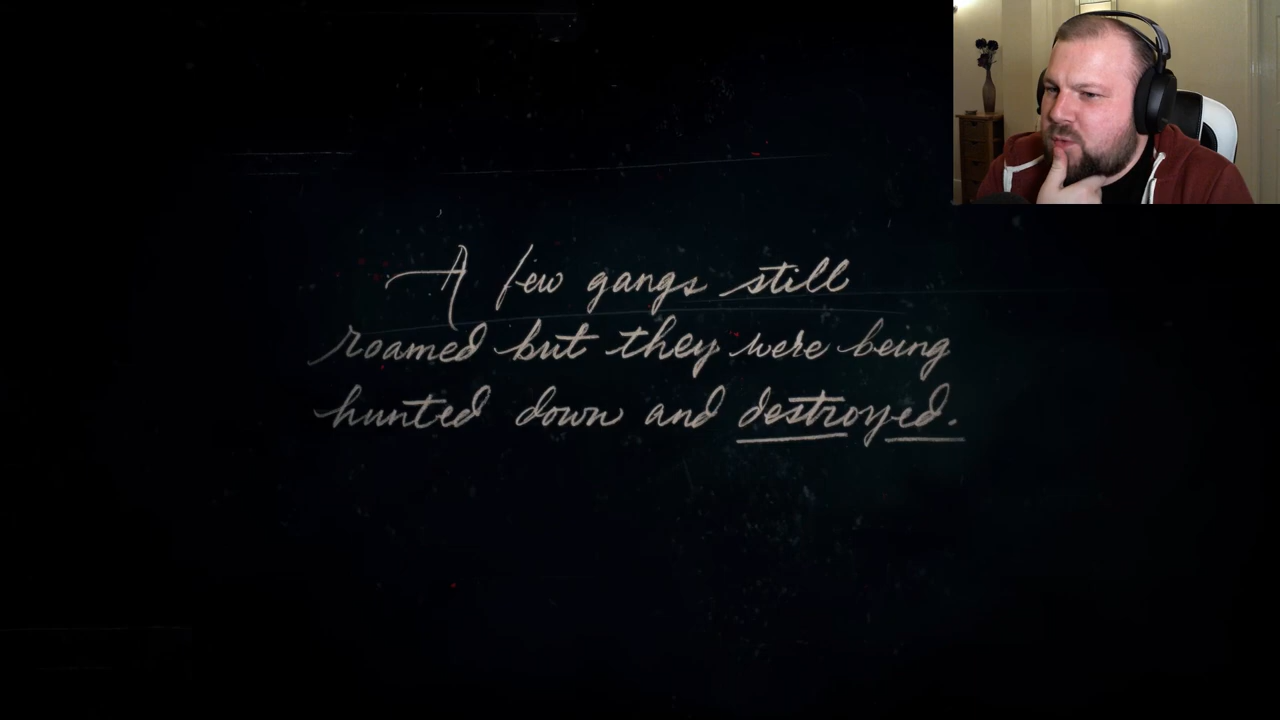 A few gangs still
roamed but they were being
hunted down and destroyed.